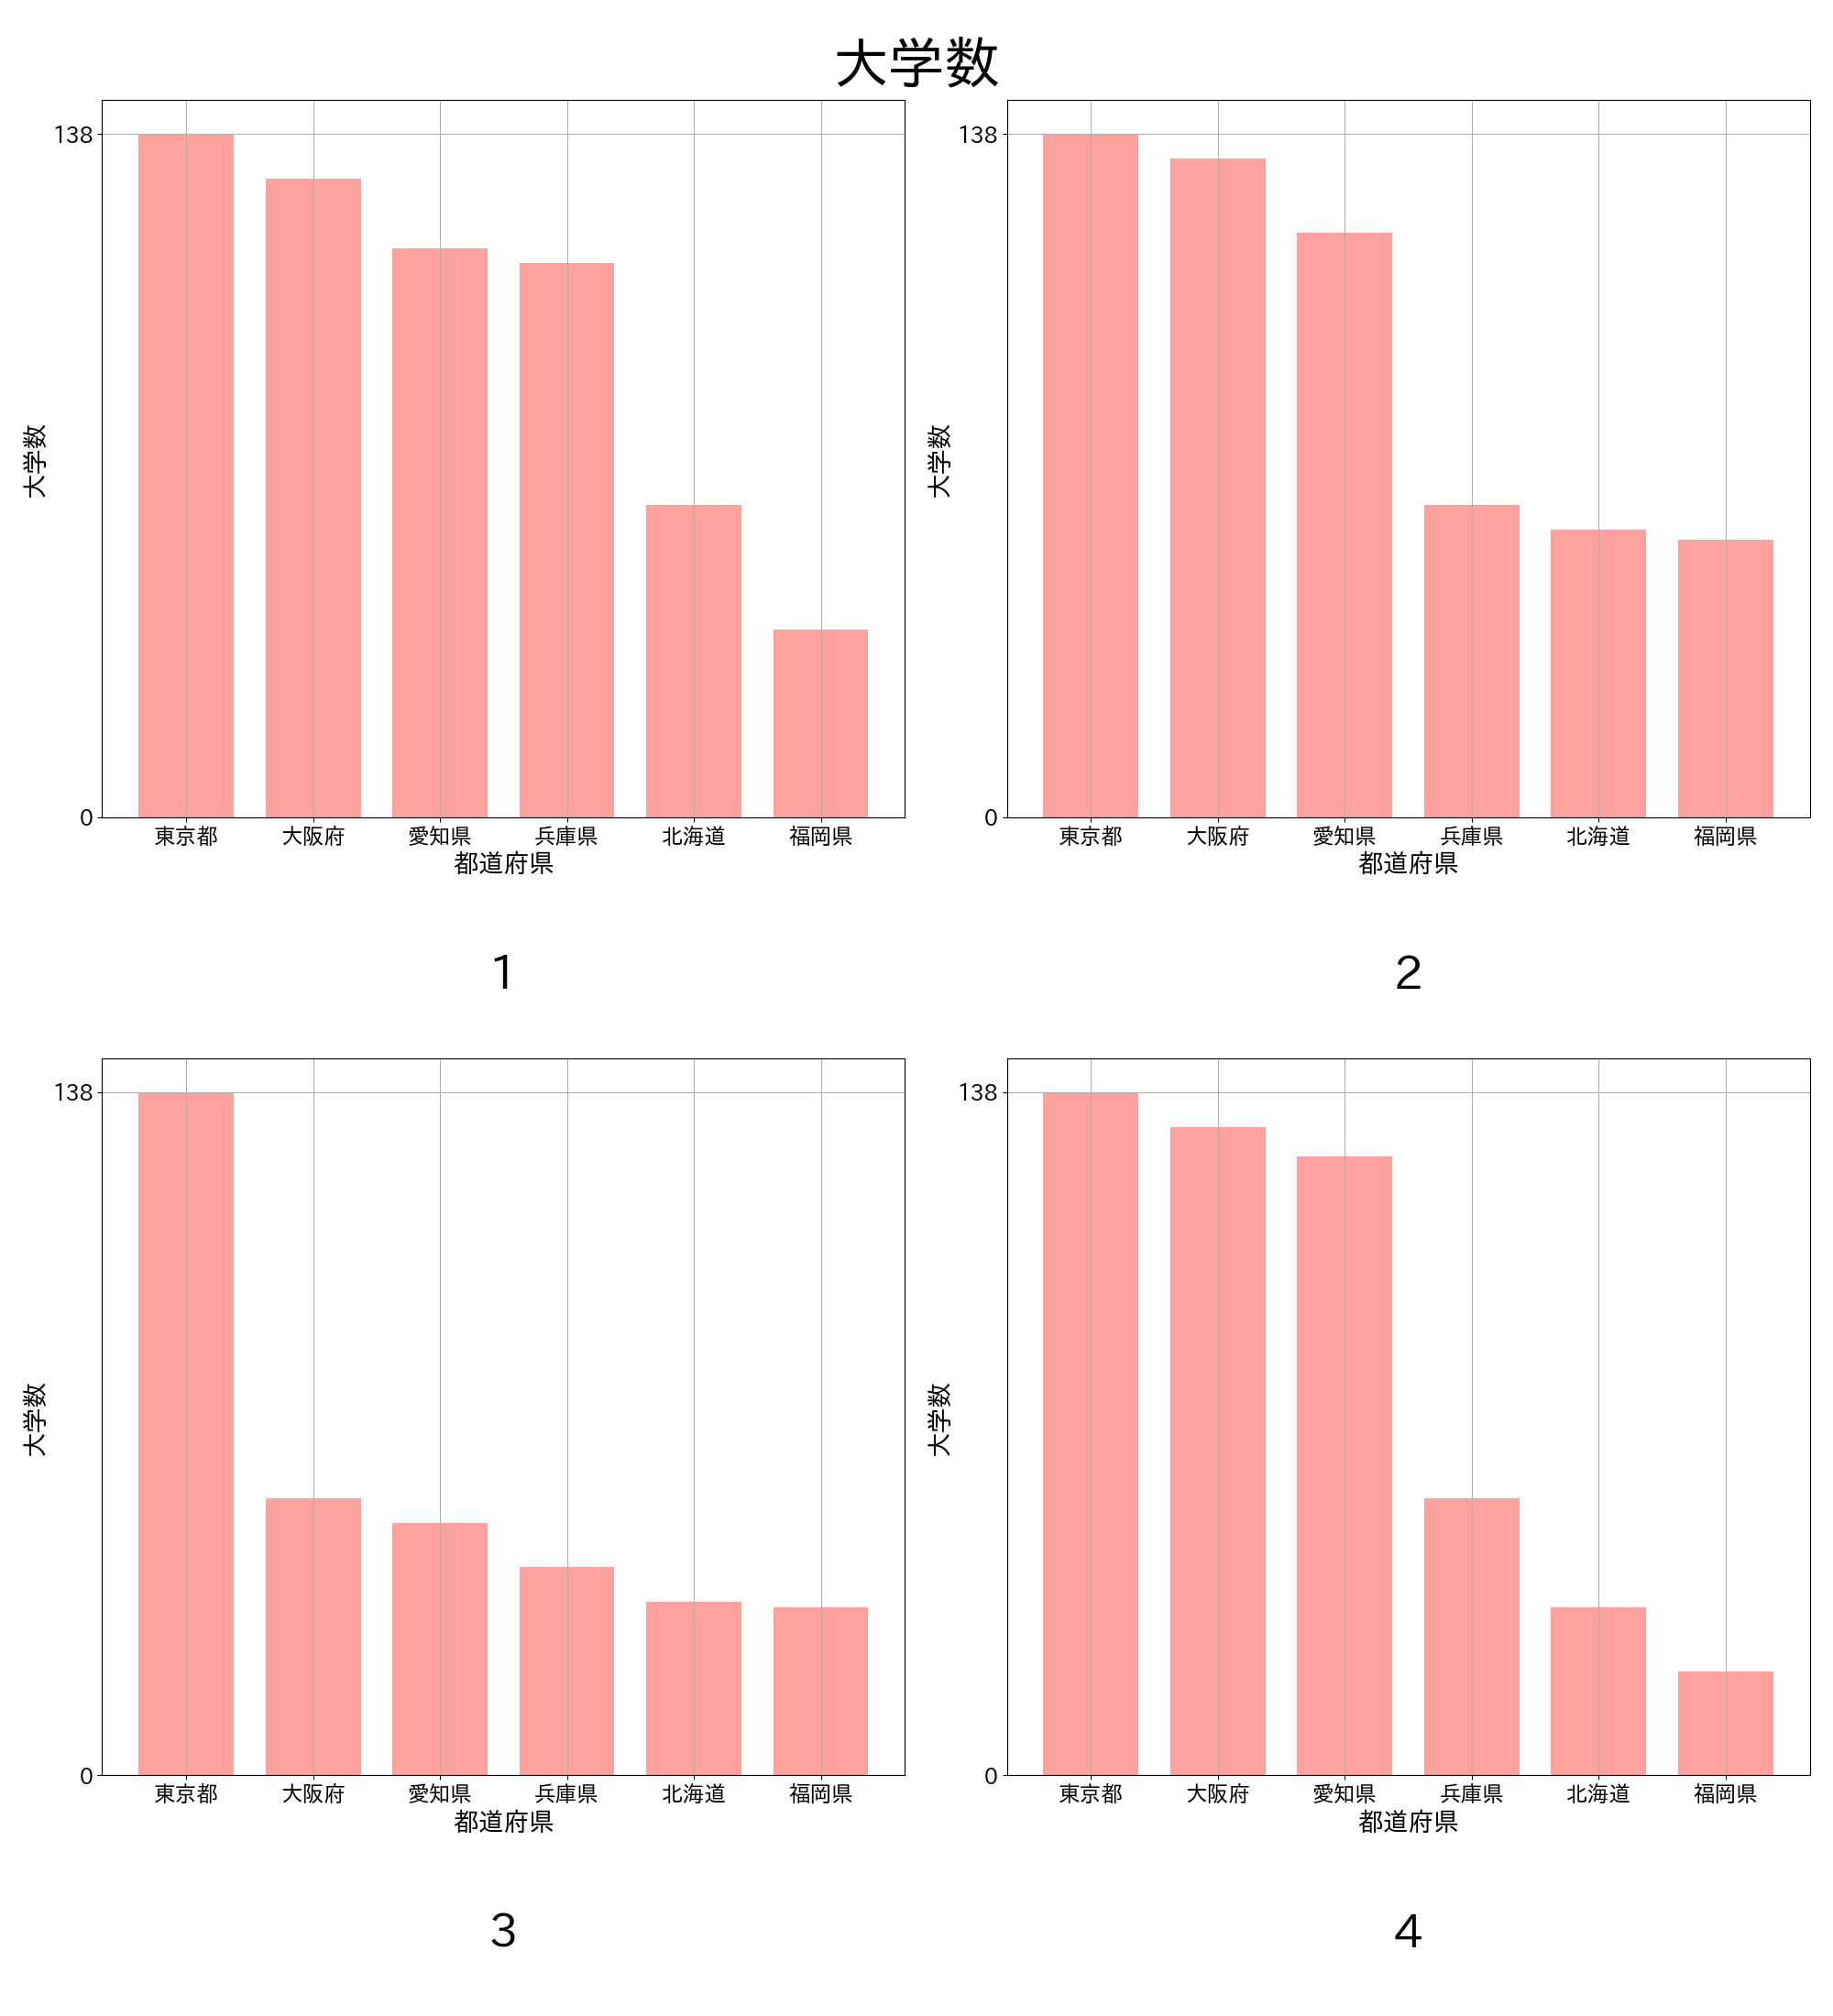 大学数
138
0
大学数
東京都 大阪府 愛知県 兵庫県 北海道 福岡県
都道府県
1
138
0
大学数
東京都 大阪府 愛知県 兵庫県 北海道 福岡県
都道府県
2
138
0
大学数
東京都 大阪府 愛知県 兵庫県 北海道 福岡県
都道府県
3
138
0
大学数
東京都 大阪府 愛知県 兵庫県 北海道 福岡県
都道府県
4